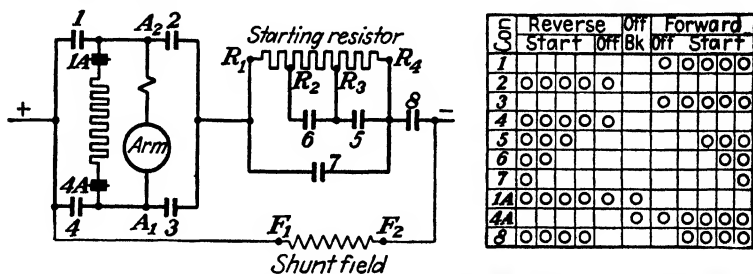 1 A2 2
1A
+
Arm
4A
4 A1 3
Starting resistor
R1 R4
R2 R3
6 5 8 −
7
F1 F2
Shunt field
Con Reverse Off Forward
Start Off Bk Off Start
1 O O O O O
2 O O O O O
3 O O O O O
4 O O O O O
5 O O O O O O
6 O O O O
7 O O
1A O O O O O O
4A O O O O O O
8 O O O O O O O O